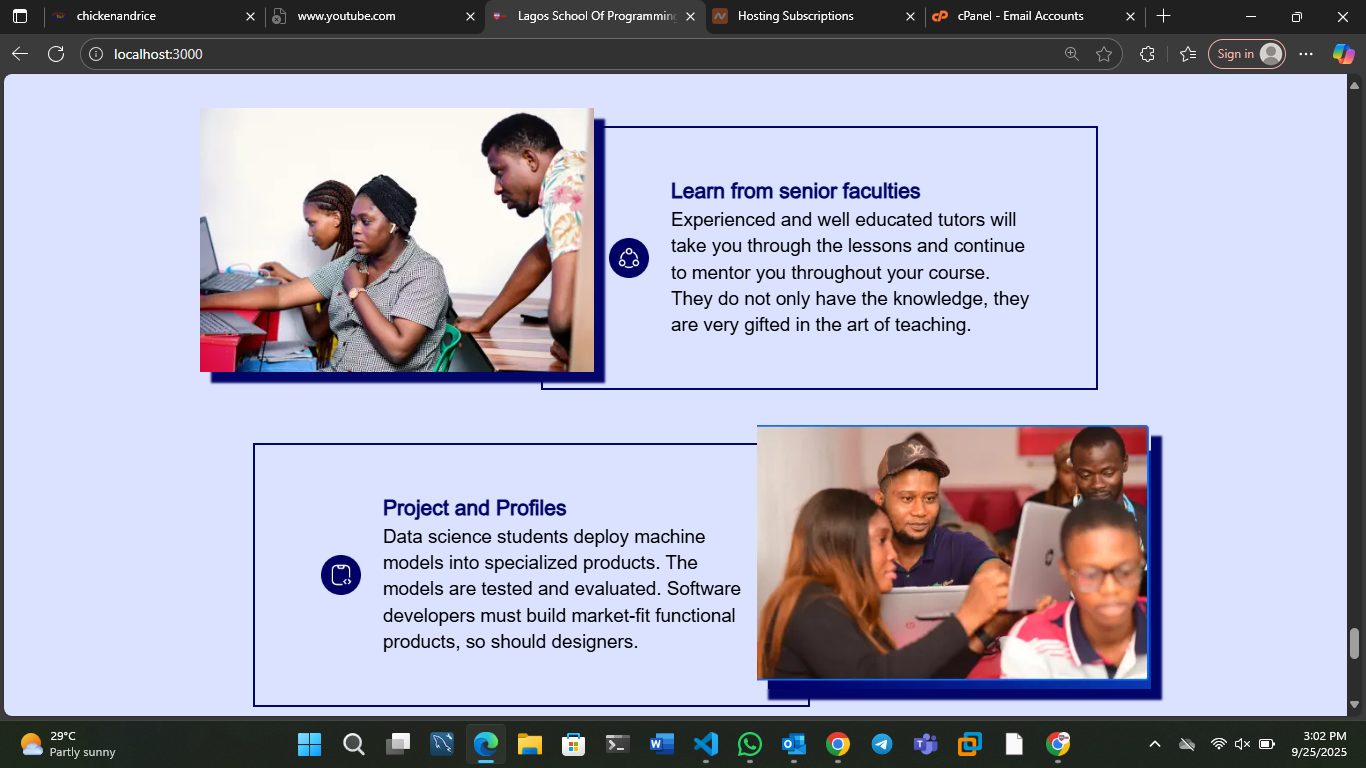 chickenandrice
www.youtube.com
Lagos School Of Programming
Hosting Subscriptions
cPanel - Email Accounts
localhost:3000
Sign in
Learn from senior faculties
Experienced and well educated tutors will
take you through the lessons and continue
to mentor you throughout your course.
They do not only have the knowledge, they
are very gifted in the art of teaching.
Project and Profiles
Data science students deploy machine
models into specialized products. The
models are tested and evaluated. Software
developers must build market-fit functional
products, so should designers.
29°C
Partly sunny
3:02 PM
9/25/2025